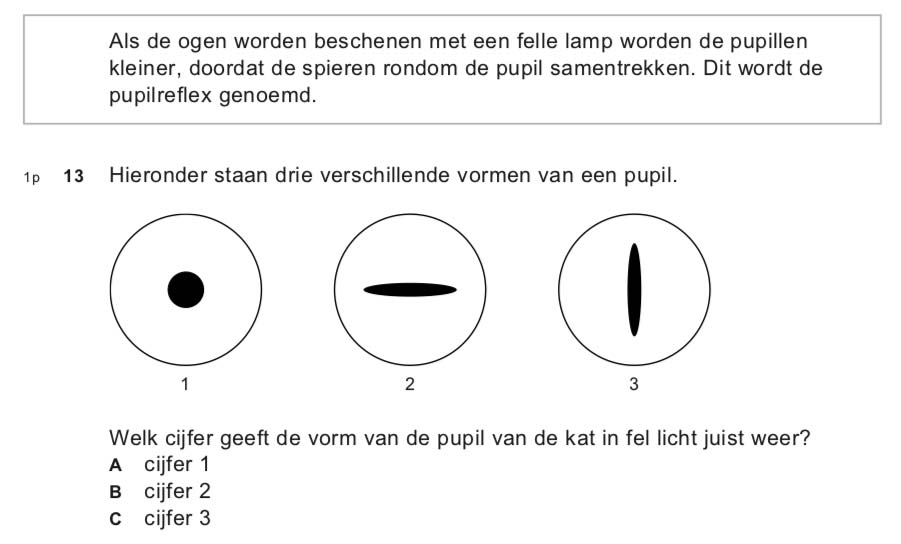 Als de ogen worden beschenen met een felle lamp worden de pupillen
kleiner, doordat de spieren rondom de pupil samentrekken. Dit wordt de
pupilreflex genoemd.
1p 13 Hieronder staan drie verschillende vormen van een pupil.
1 2 3
Welk cijfer geeft de vorm van de pupil van de kat in fel licht juist weer?
A cijfer 1
B cijfer 2
C cijfer 3